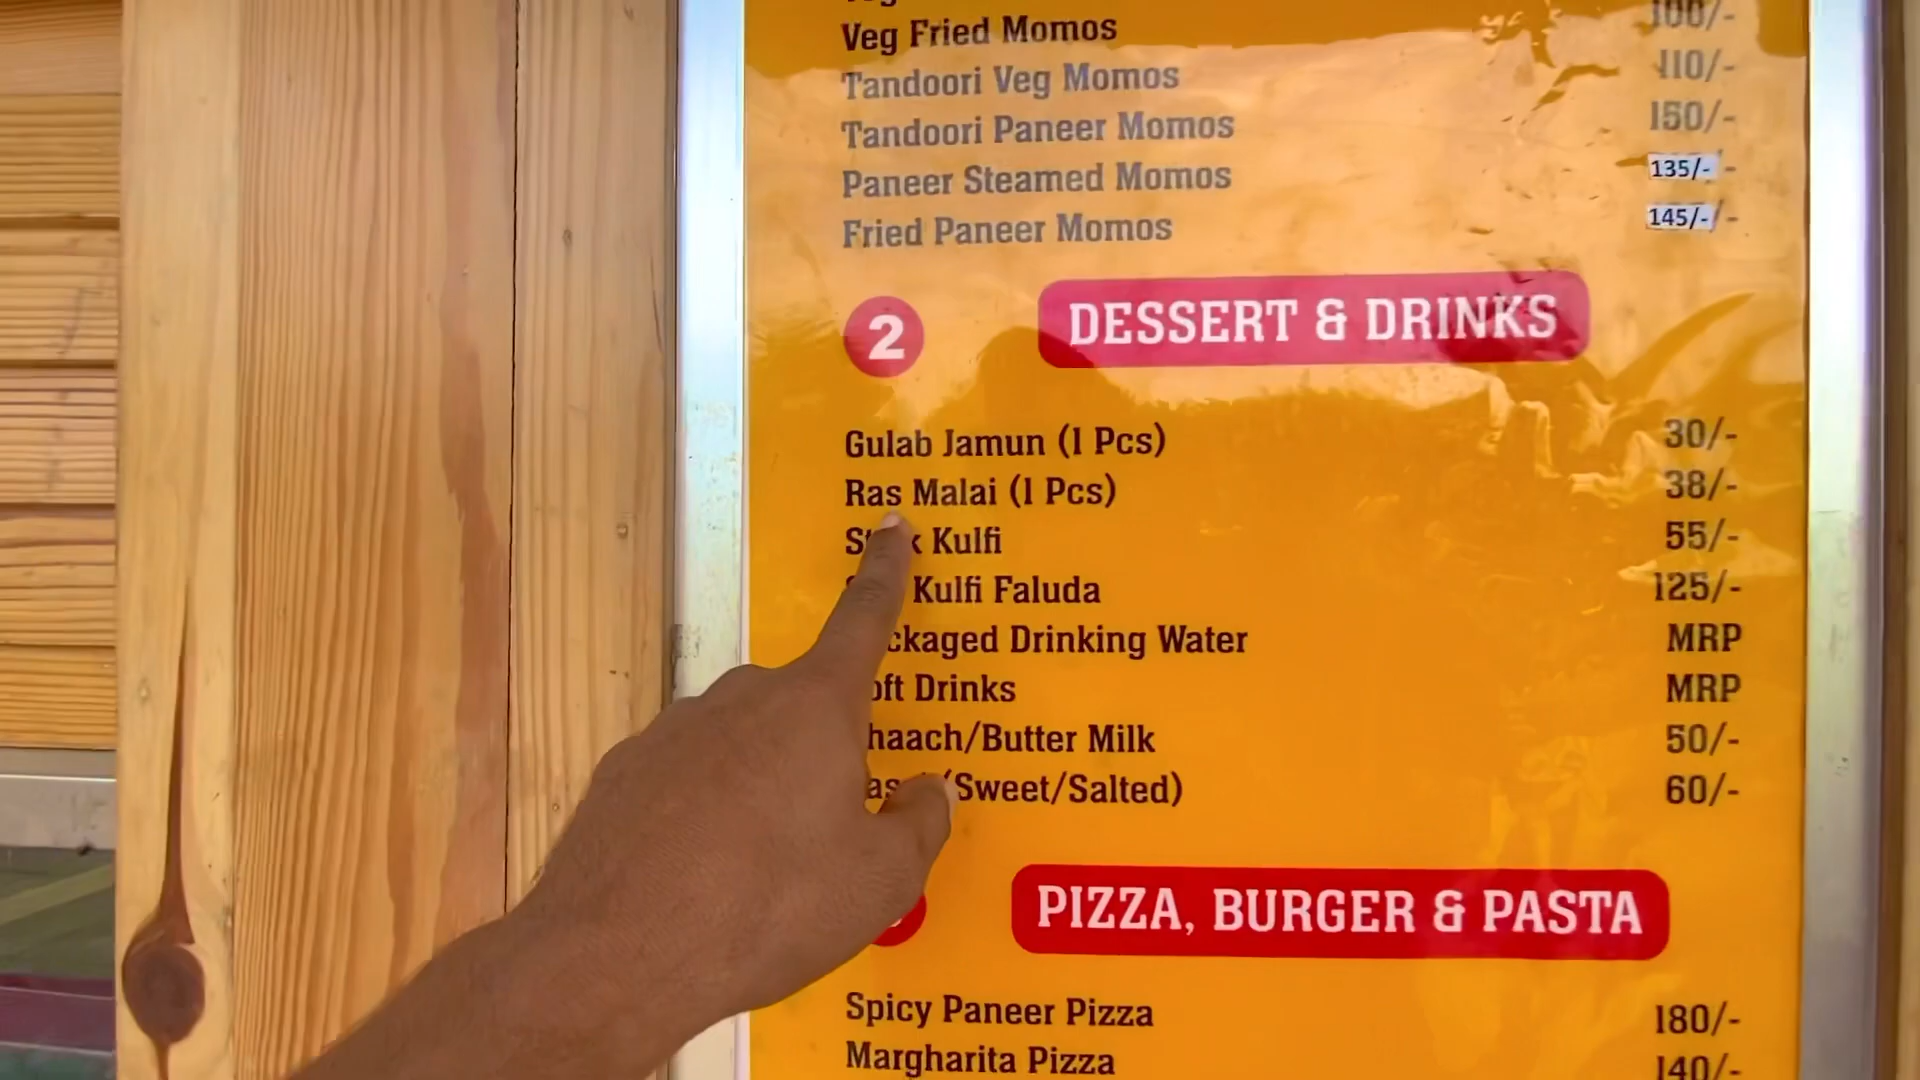 Veg Fried Momos 100/-
Tandoori Veg Momos 110/-
Tandoori Paneer Momos 150/-
Paneer Steamed Momos 135/-
Fried Paneer Momos 145/-
2 DESSERT & DRINKS
Gulab Jamun (1 Pcs) 30/-
Ras Malai (1 Pcs) 38/-
Kulfi 55/-
Kulfi Faluda 125/-
Drinking Water MRP
Drinks MRP
/Butter Milk 50/-
(Sweet/Salted) 60/-
PIZZA, BURGER & PASTA
Spicy Paneer Pizza 180/-
Margharita Pizza 140/-